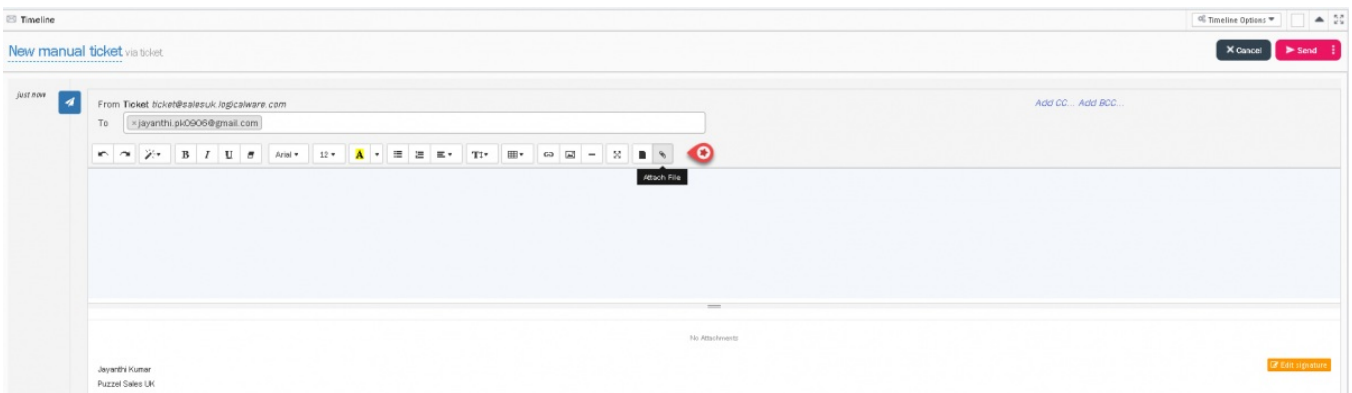 Timeline
Timeline Options
New manual ticket via ticket
X Cancel
Send
just now
From Ticket ticket@salesuk.logicalware.com
Add CC... Add BCC...
To ×jayanthi.pk0906@gmail.com
B I U Arial 12 A
Attach File
No Attachments
Jayanthi Kumar
Edit signature
Puzzel Sales UK